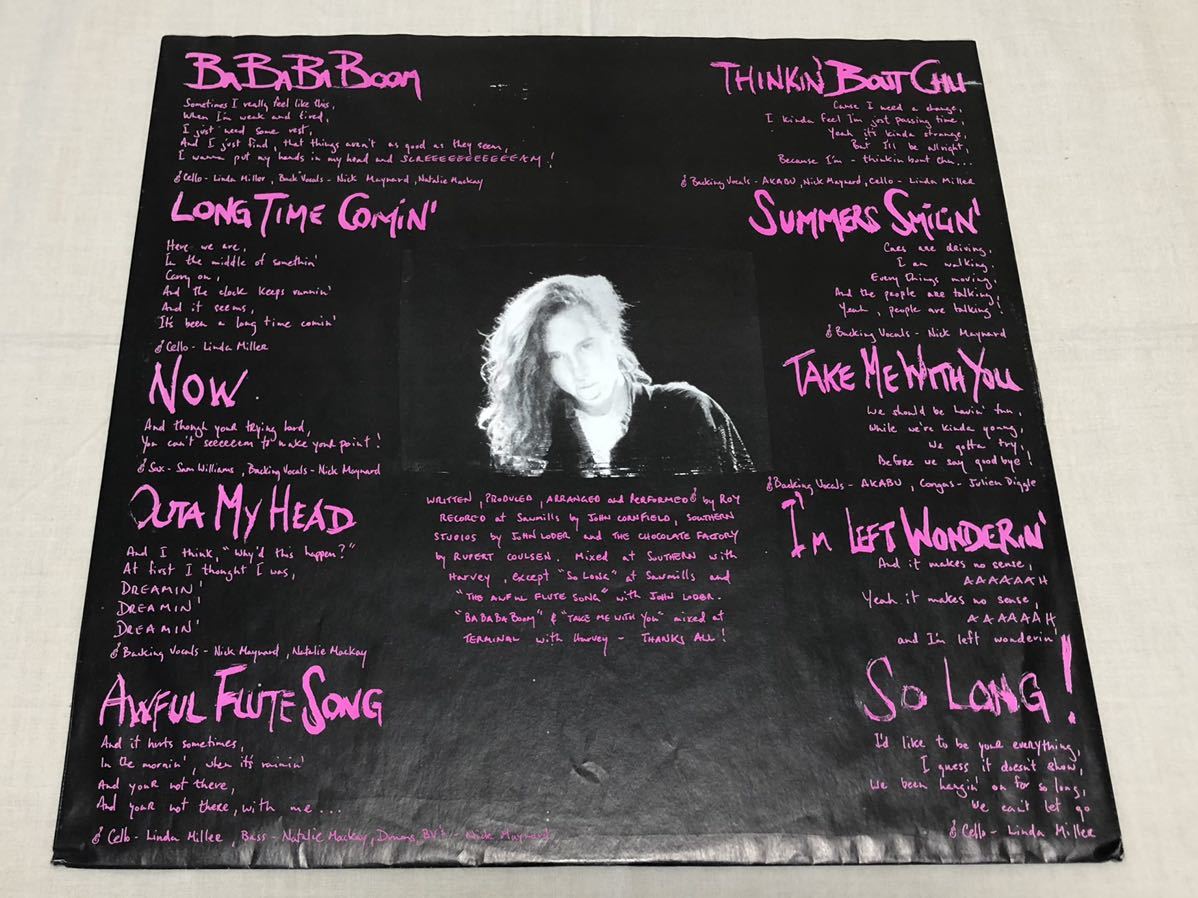 BA BA BA BOOM
Sometimes I really feel like this,
When I'm weak and tired,
I just need some rest,
And I just find, that things aren't as good as they seem,
I wanna put my hands in my head and SCREEEEEEEEEEEAM!
Cello - Linda Miller, Back Vocals - Nick Maynard, Natalie Mackay
LONG TIME COMIN'
Here we are,
In the middle of somethin'
Carry on,
And the clock keeps runnin'
And it seems,
It's been a long time comin'
Cello - Linda Miller
NOW
And though your trying hard,
You can't seeeeeem to make your point!
Sax - Sam Williams, Backing Vocals - Nick Maynard
OUTA MY HEAD
And I think, "Why'd this happen?"
At first I thought I was,
DREAMIN'
DREAMIN'
DREAMIN'
Backing Vocals - Nick Maynard, Natalie Mackay
AWFUL FLUTE SONG
And it hurts sometimes,
In the mornin', when it's rainin'
And your not there,
And your not there, with me...
Cello - Linda Miller, Bass - Natalie Mackay, Drums, BV's - Nick Maynard
WRITTEN, PRODUCED, ARRANGED and PERFORMED by ROY
RECORED at Sawmills by JOHN CORNFIELD, SOUTHERN
STUDIOS by JOHN LODER and THE CHOCOLATE FACTORY
by RUPERT COULSEN. Mixed at SOUTHERN with
Harvey, except "SO LONG" at Sawmills and
"THE AWFUL FLUTE SONG" with JOHN LODER.
"BA BA BA BOOM" & "TAKE ME WITH YOU" mixed at
TERMINAL with Harvey - THANKS ALL!
THINKIN' BOUT CHU
Cause I need a change,
I kinda feel I'm just passing time,
Yeah it's kinda strange,
But I'll be allright,
Because I'm - thinkin bout chu...
Backing Vocals - AKABU, Nick Maynard, Cello - Linda Miller
SUMMERS SMILIN'
Cars are driving,
I am walking,
Every things moving,
And the people are talking!
Yeah, people are talking!
Backing Vocals - Nick Maynard
TAKE ME WITH YOU
We should be havin' fun,
While we're kinda young,
We gotta try,
Before we say goodbye!
Backing Vocals - AKABU, Congas - Julien Diggle
I'M LEFT WONDERIN'
And it makes no sense,
AAAAAAH
Yeah it makes no sense,
AAAAAAH
and I'm left wonderin'
SO LONG!
I'd like to be your everything,
I guess it doesn't show,
We been hangin' on for so long,
We can't let go
Cello - Linda Miller